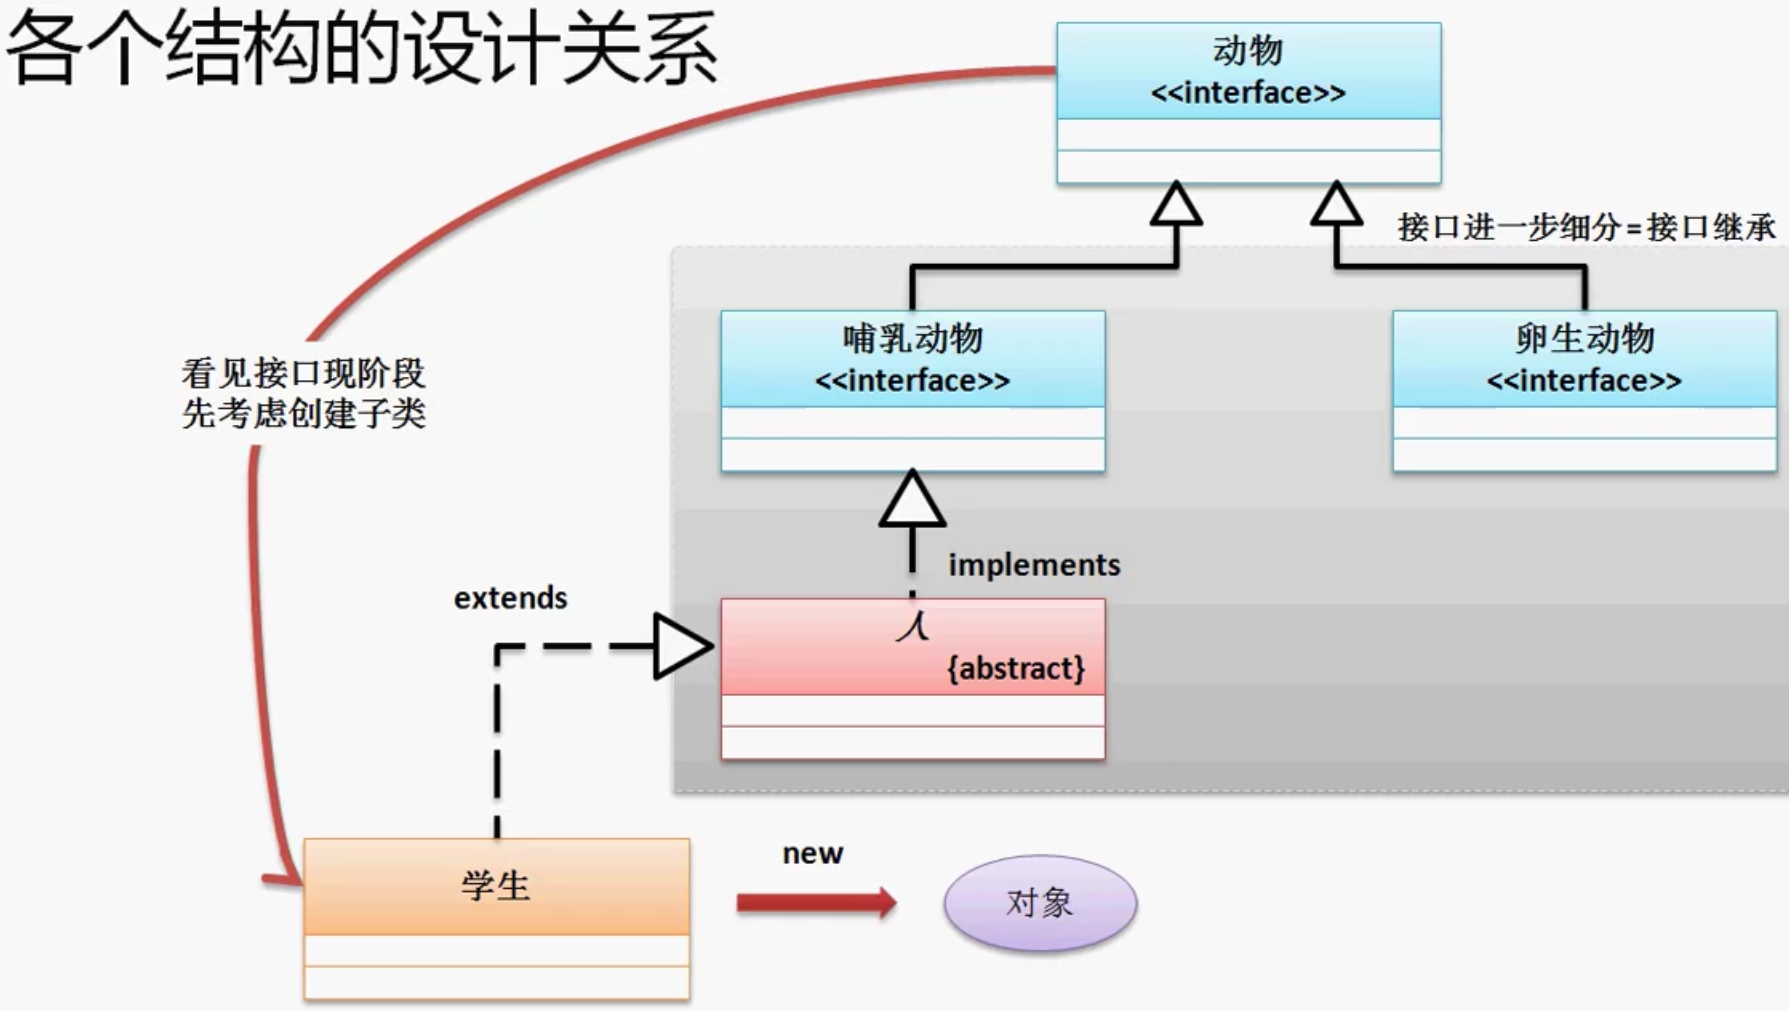 各个结构的设计关系
动物
<<interface>>
接口进一步细分=接口继承
哺乳动物
<<interface>>
卵生动物
<<interface>>
看见接口现阶段
先考虑创建子类
implements
extends
人
{abstract}
new
学生
对象